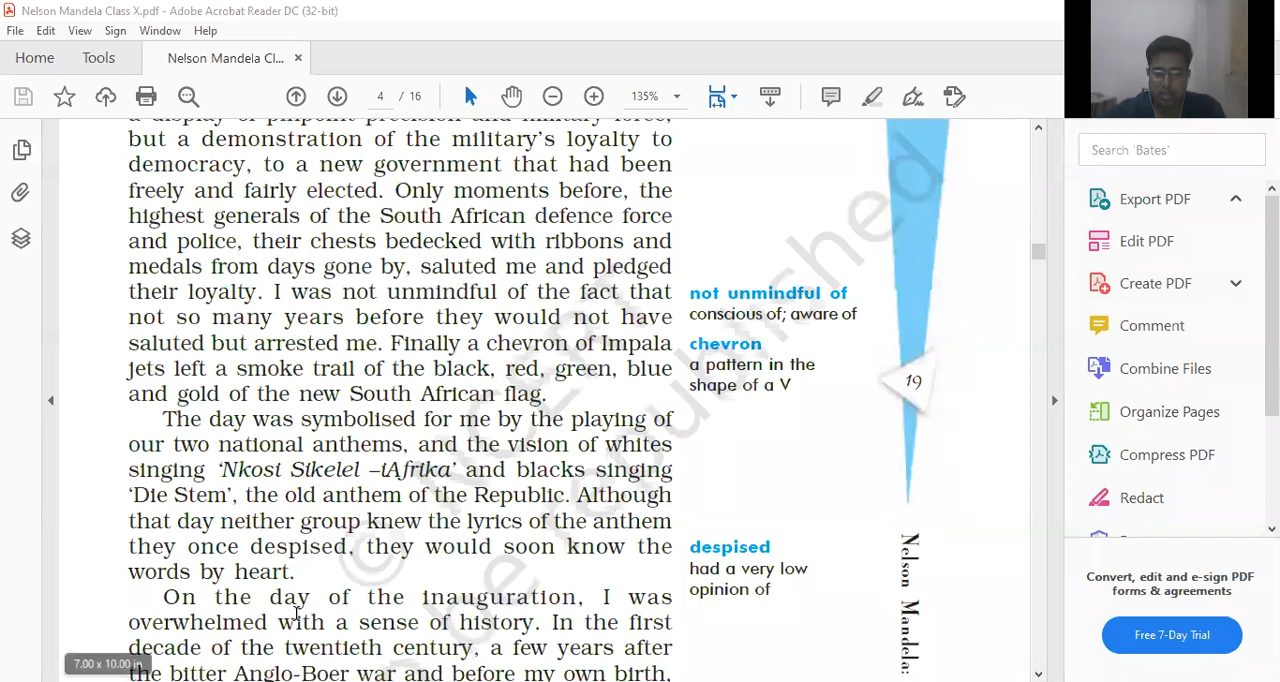 Nelson Mandela Class X.pdf - Adobe Acrobat Reader DC (32-bit)
File Edit View Sign Window Help
Home Tools Nelson Mandela Cl... ×
4 / 16 135%
Search 'Bates'
a display of pinpoint precision and military force,
but a demonstration of the military's loyalty to
democracy, to a new government that had been
freely and fairly elected. Only moments before, the
highest generals of the South African defence force
and police, their chests bedecked with ribbons and
medals from days gone by, saluted me and pledged
their loyalty. I was not unmindful of the fact that
not so many years before they would not have
saluted but arrested me. Finally a chevron of Impala
jets left a smoke trail of the black, red, green, blue
and gold of the new South African flag.
The day was symbolised for me by the playing of
our two national anthems, and the vision of whites
singing 'Nkosi Sikelel –iAfrika' and blacks singing
'Die Stem', the old anthem of the Republic. Although
that day neither group knew the lyrics of the anthem
they once despised, they would soon know the
words by heart.
On the day of the inauguration, I was
overwhelmed with a sense of history. In the first
decade of the twentieth century, a few years after
the bitter Anglo-Boer war and before my own birth,
7.00 x 10.00 in
not unmindful of
conscious of; aware of
chevron
a pattern in the
shape of a V
despised
had a very low
opinion of
19
Nelson Mandela:
© NCERT
be republished
Export PDF
Edit PDF
Create PDF
Comment
Combine Files
Organize Pages
Compress PDF
Redact
Convert, edit and e-sign PDF
forms & agreements
Free 7-Day Trial